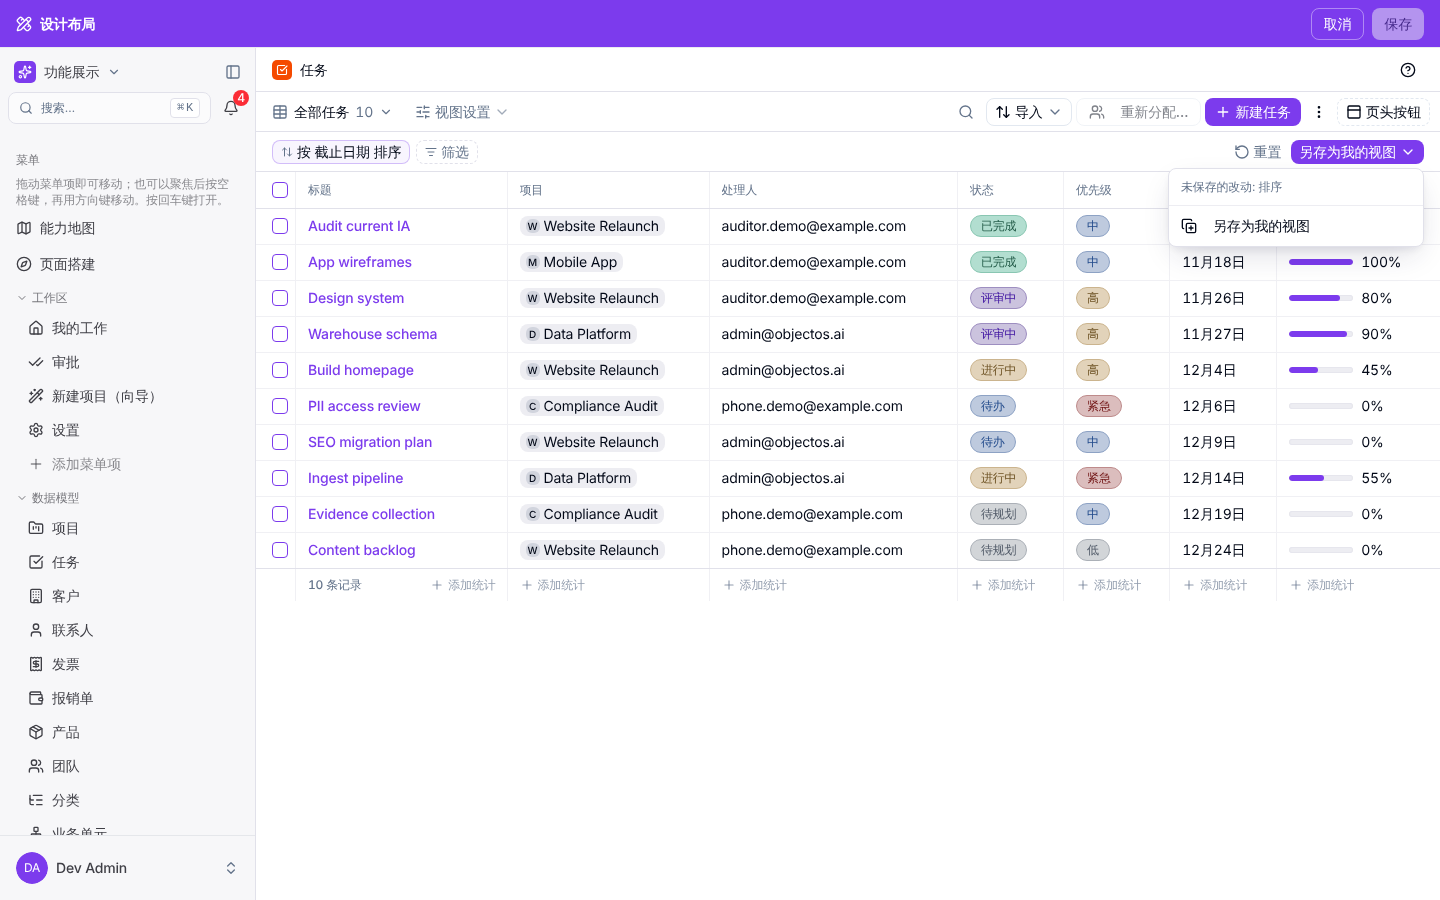 设计布局
取消
保存
功能展示
搜索...
⌘K
4
菜单
拖动菜单项即可移动；也可以聚焦后按空
格键，再用方向键移动。按回车键打开。
能力地图
页面搭建
工作区
我的工作
审批
新建项目（向导）
设置
添加菜单项
数据模型
项目
任务
客户
联系人
发票
报销单
产品
团队
分类
业务单元
DA
Dev Admin
任务
全部任务 10
视图设置
导入
重新分配...
新建任务
页头按钮
按 截止日期 排序
筛选
重置
另存为我的视图
未保存的改动: 排序
另存为我的视图
标题 项目 处理人 状态 优先级
Audit current IA W Website Relaunch auditor.demo@example.com 已完成 中
App wireframes M Mobile App auditor.demo@example.com 已完成 中 11月18日 100%
Design system W Website Relaunch auditor.demo@example.com 评审中 高 11月26日 80%
Warehouse schema D Data Platform admin@objectos.ai 评审中 高 11月27日 90%
Build homepage W Website Relaunch admin@objectos.ai 进行中 高 12月4日 45%
PII access review C Compliance Audit phone.demo@example.com 待办 紧急 12月6日 0%
SEO migration plan W Website Relaunch admin@objectos.ai 待办 中 12月9日 0%
Ingest pipeline D Data Platform admin@objectos.ai 进行中 紧急 12月14日 55%
Evidence collection C Compliance Audit phone.demo@example.com 待规划 中 12月19日 0%
Content backlog W Website Relaunch phone.demo@example.com 待规划 低 12月24日 0%
10 条记录 添加统计 添加统计 添加统计 添加统计 添加统计 添加统计 添加统计